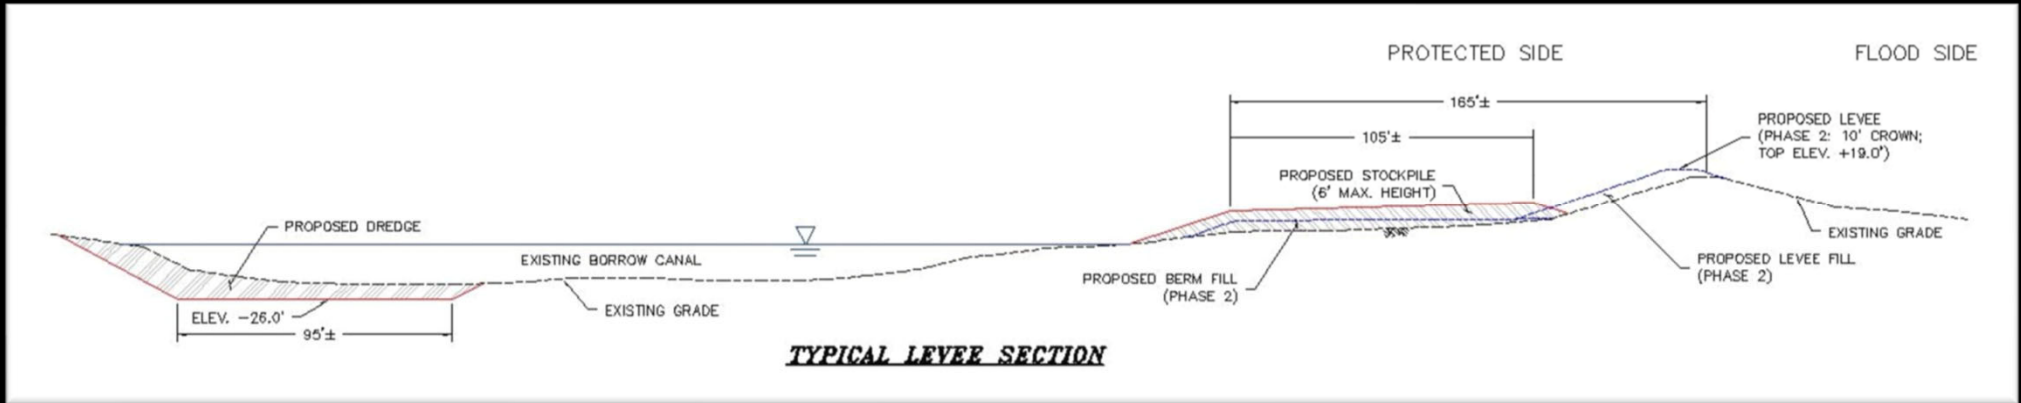 PROTECTED SIDE
FLOOD SIDE
165'±
105'±
PROPOSED LEVEE
(PHASE 2: 10' CROWN;
TOP ELEV. +19.0')
PROPOSED STOCKPILE
(6' MAX. HEIGHT)
PROPOSED DREDGE
EXISTING BORROW CANAL
EXISTING GRADE
PROPOSED BERM FILL
(PHASE 2)
PROPOSED LEVEE FILL
(PHASE 2)
EXISTING GRADE
ELEV. -26.0'
95'±
TYPICAL LEVEE SECTION